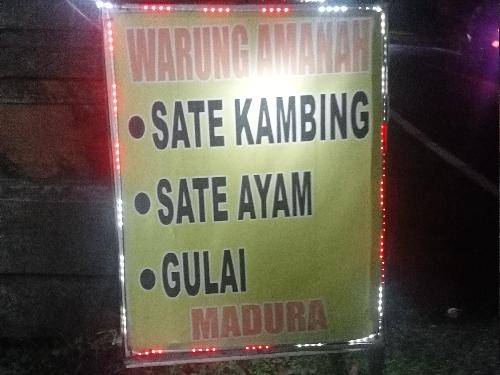 WARUNG AMANAH
• SATE KAMBING
• SATE AYAM
• GULAI
MADURA